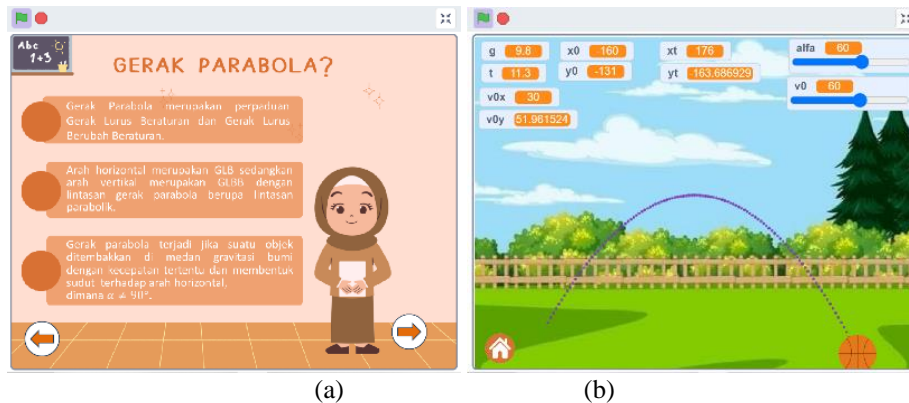 Abc
1+3
GERAK PARABOLA?
Gerak Parabola merupakan perpaduan
Gerak Lurus Beraturan dan Gerak Lurus
Berubah Beraturan.
Arah horizontal merupakan GLB sedangkan
arah vertikal merupakan GLBB dengan
lintasan gerak parabola berupa lintasan
parabolik.
Gerak parabola terjadi jika suatu objek
ditembakkan di medan gravitasi bumi
dengan kecepatan tertentu dan membentuk
sudut terhadap arah horizontal,
dimana α ≠ 90°.
(a)
g 9.8 x0 -160 xt 176 alfa 60
t 11.3 y0 -131 yt -163.686929
v0 60
v0x 30
v0y 51.961524
(b)